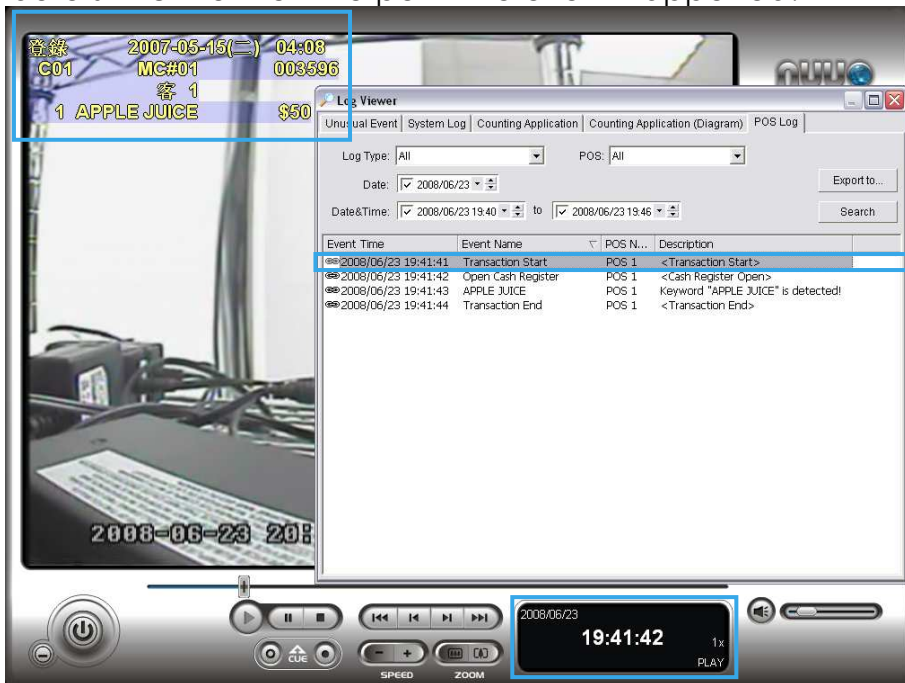 登錄 2007-05-15(二) 04:08
C01 MC#01 003596
客 1
1 APPLE JUICE $50
nuuo
Log Viewer
Unusual Event System Log Counting Application Counting Application (Diagram) POS Log
Log Type: All POS: All
Date: 2008/06/23
Export to...
Date&Time: 2008/06/23 19:40 to 2008/06/23 19:46
Search
Event Time Event Name POS N... Description
2008/06/23 19:41:41 Transaction Start POS 1 <Transaction Start>
2008/06/23 19:41:42 Open Cash Register POS 1 <Cash Register Open>
2008/06/23 19:41:43 APPLE JUICE POS 1 Keyword "APPLE JUICE" is detected!
2008/06/23 19:41:44 Transaction End POS 1 <Transaction End>
2008-06-23 20:
2008/06/23
19:41:42 1x
PLAY
CUE
SPEED ZOOM